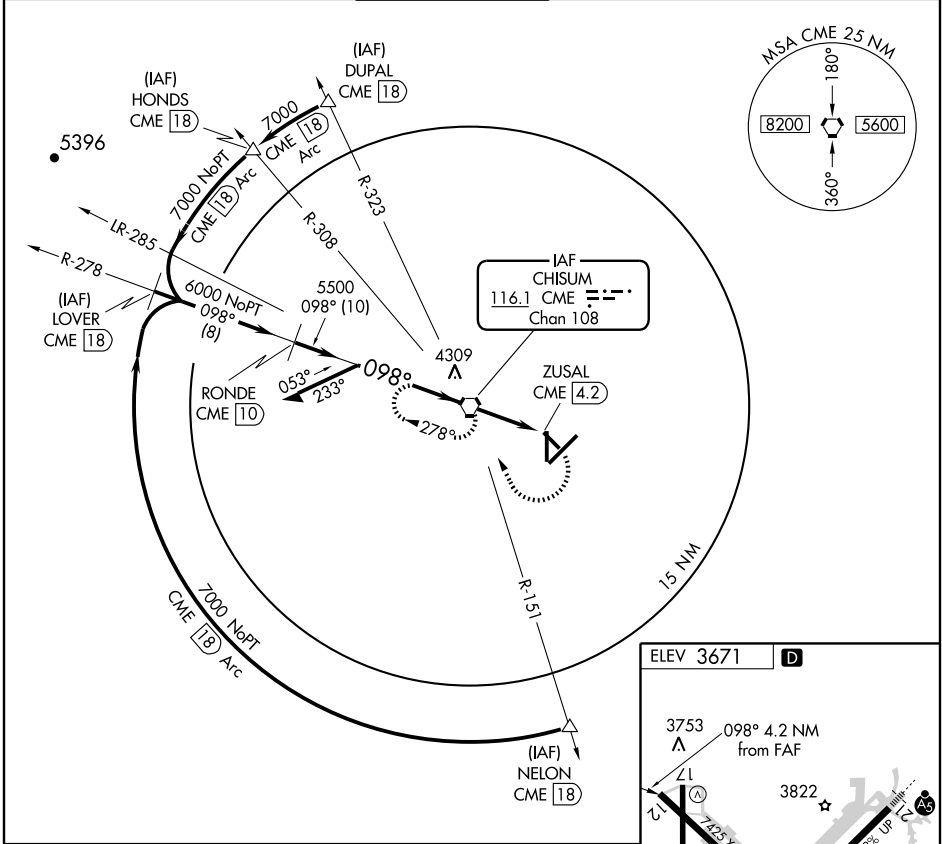 (IAF)
DUPAL
CME 18
(IAF)
HONDS
CME 18
MSA CME 25 NM
180°
8200
5600
360°
5396
7000
CME 18
Arc
7000 NoPT
CME 18 Arc
R-323
R-308
LR-285
R-278
(IAF)
LOVER
CME 18
6000 NoPT
098°
(8)
5500
098° (10)
IAF
CHISUM
116.1 CME
Chan 108
4309
ZUSAL
CME 4.2
RONDE
CME 10
053°
233°
098°
278°
R-151
15 NM
7000 NoPT
CME 18 Arc
(IAF)
NELON
CME 18
ELEV 3671
D
3753
098° 4.2 NM
from FAF
17
V
3822
12
7425 X
21
A5
% UP